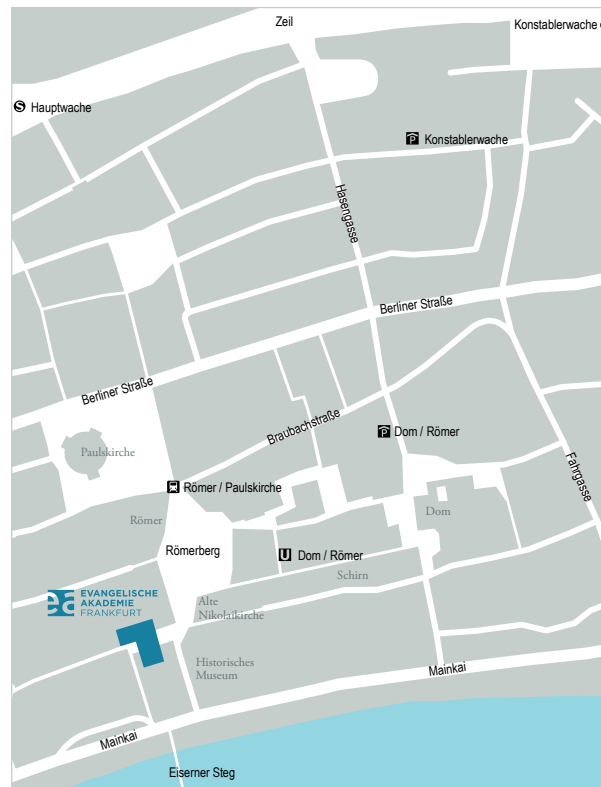 Zeil
Konstablerwache
S Hauptwache
P Konstablerwache
Hasengasse
Berliner Straße
Berliner Straße
Braubachstraße
P Dom / Römer
Paulskirche
Fahrgasse
Römer / Paulskirche
Römer
Dom
Römerberg
U Dom / Römer
Schirn
ea EVANGELISCHE
AKADEMIE
FRANKFURT
Alte
Nikolaikirche
Historisches
Museum
Mainkai
Mainkai
Eiserner Steg